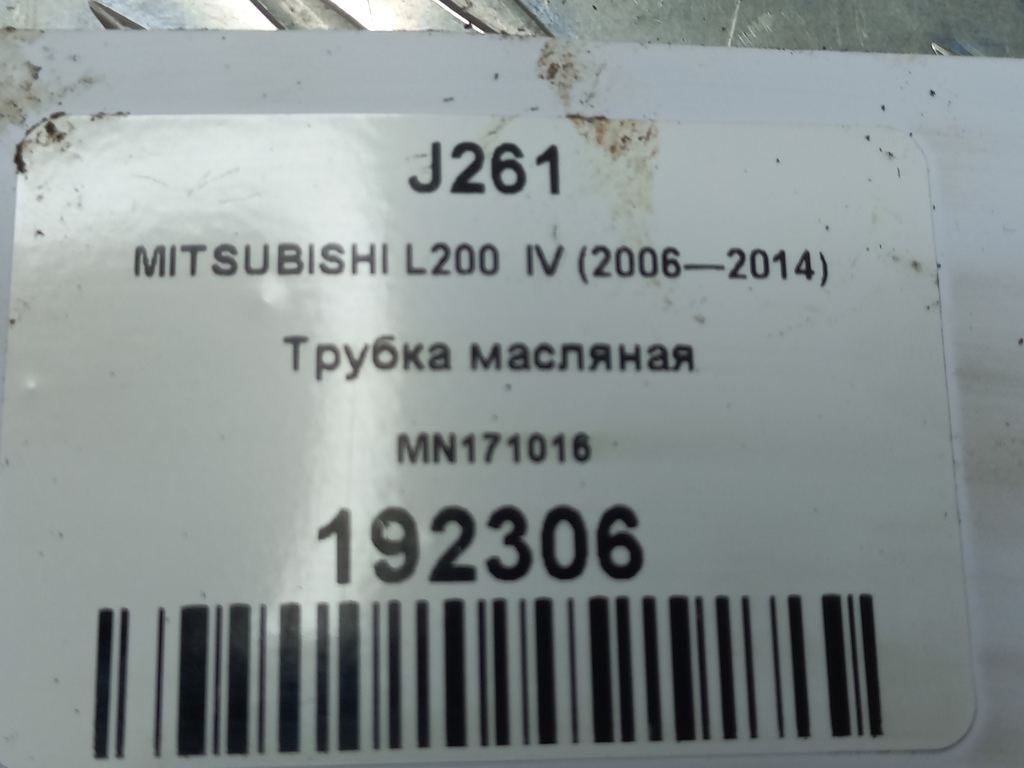 J261
MITSUBISHI L200 IV (2006—2014)
Трубка масляная
MN171016
192306